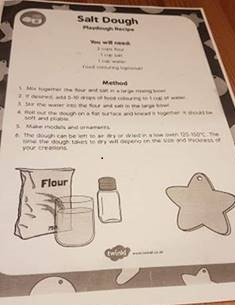 Salt Dough
Playdough Recipe
You will need:
2 cups flour
1 cup salt
1 cup water
Food colouring (optional)
Method
1. Mix together the flour and salt in a large mixing bowl.
2. If desired, add 5-10 drops of food colouring to 1 cup of water.
3. Stir the water into the flour and salt in the large bowl.
4. Roll out the dough on a flat surface and knead it together. It should be
soft and pliable.
5. Make models and ornaments.
6. The dough can be left to air dry or dried in a low oven 120-150°C. The
time the dough takes to dry will depend on the size and thickness of
your creations.
Flour
twinkl
www.twinkl.co.uk